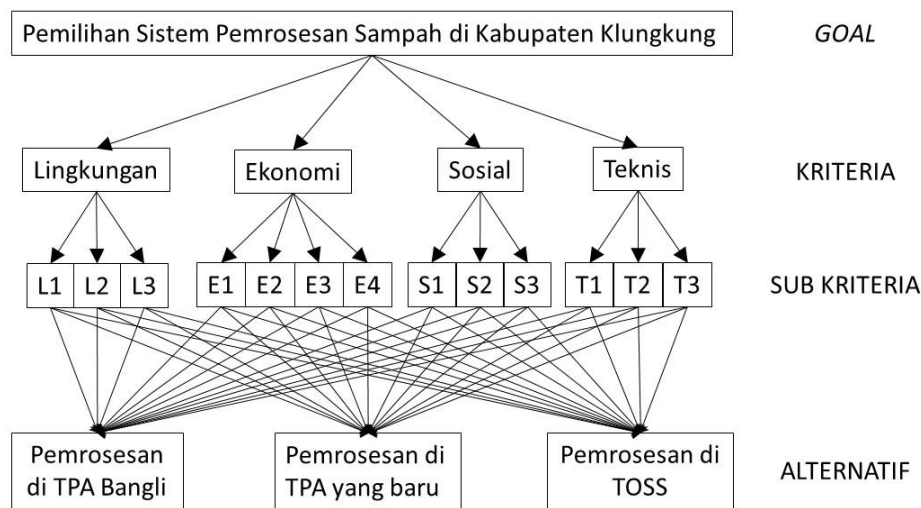 Pemilihan Sistem Pemrosesan Sampah di Kabupaten Klungkung
GOAL
Lingkungan
Ekonomi
Sosial
Teknis
KRITERIA
L1 L2 L3
E1 E2 E3 E4
S1 S2 S3
T1 T2 T3
SUB KRITERIA
Pemrosesan
di TPA Bangli
Pemrosesan di
TPA yang baru
Pemrosesan di
TOSS
ALTERNATIF